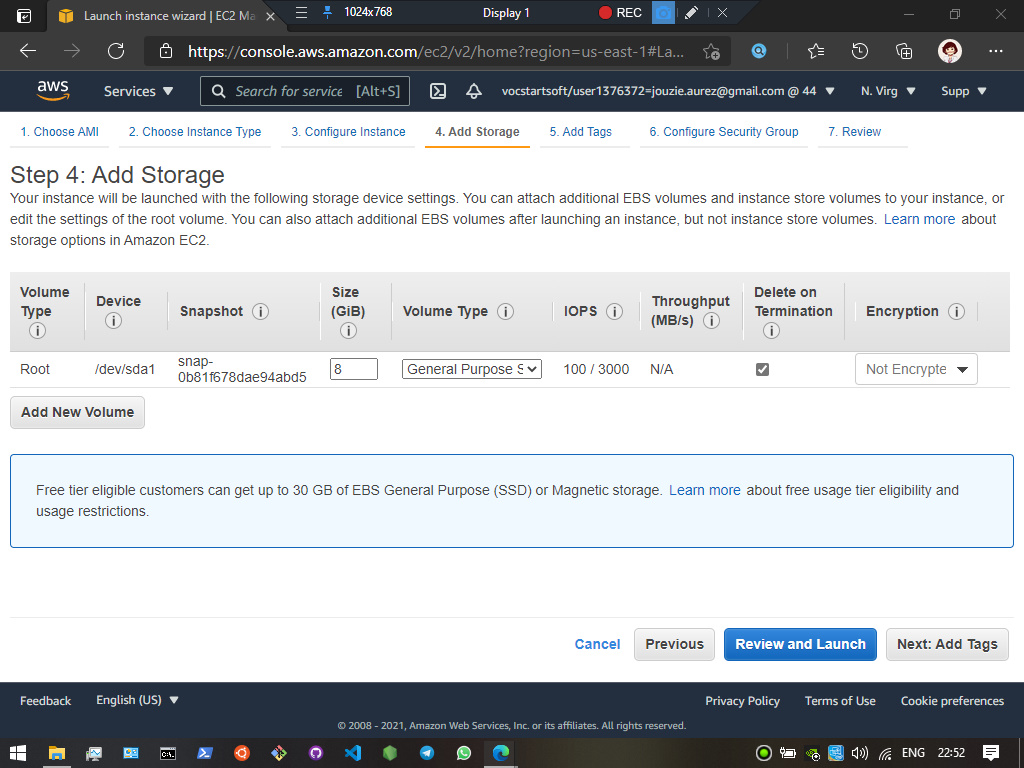 Launch instance wizard | EC2 Ma
1024x768
Display 1
REC
https://console.aws.amazon.com/ec2/v2/home?region=us-east-1#La...
aws
Services
Search for service
[Alt+S]
vocstartsoft/user1376372=jouzie.aurez@gmail.com @ 44
N. Virg
Supp
1. Choose AMI
2. Choose Instance Type
3. Configure Instance
4. Add Storage
5. Add Tags
6. Configure Security Group
7. Review
Step 4: Add Storage
Your instance will be launched with the following storage device settings. You can attach additional EBS volumes and instance store volumes to your instance, or
edit the settings of the root volume. You can also attach additional EBS volumes after launching an instance, but not instance store volumes. Learn more about
storage options in Amazon EC2.
Volume
Type
Device
Snapshot
Size
(GiB)
Volume Type
IOPS
Throughput
(MB/s)
Delete on
Termination
Encryption
Root
/dev/sda1
snap-
0b81f678dae94abd5
8
General Purpose S
100 / 3000
N/A
Not Encrypte
Add New Volume
Free tier eligible customers can get up to 30 GB of EBS General Purpose (SSD) or Magnetic storage. Learn more about free usage tier eligibility and
usage restrictions.
Cancel
Previous
Review and Launch
Next: Add Tags
Feedback
English (US)
Privacy Policy
Terms of Use
Cookie preferences
© 2008 - 2021, Amazon Web Services, Inc. or its affiliates. All rights reserved.
ENG
22:52